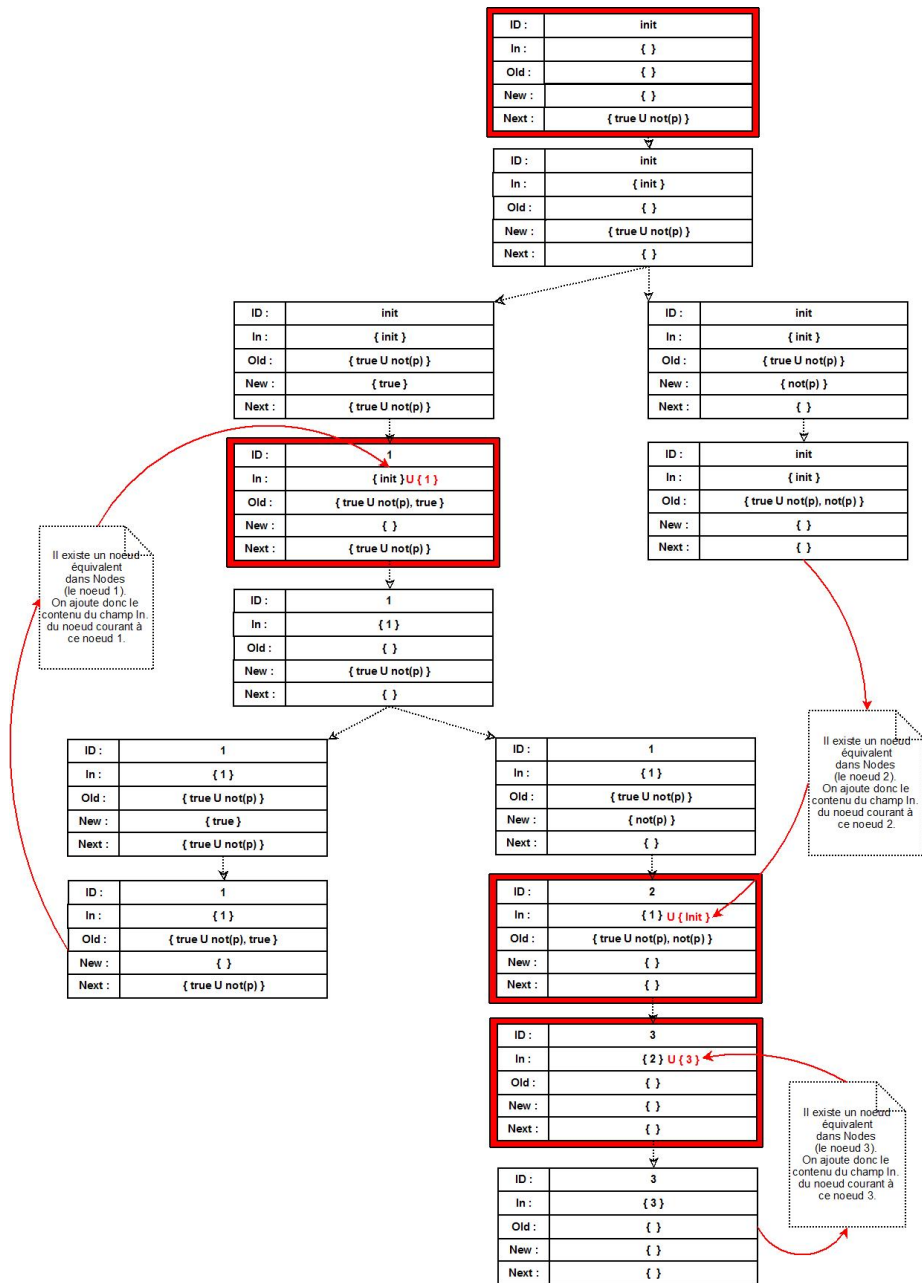 ID : init
In : { }
Old : { }
New : { }
Next : { true U not(p) }
ID : init
In : { init }
Old : { }
New : { true U not(p) }
Next : { }
ID : init
In : { init }
Old : { true U not(p) }
New : { true }
Next : { true U not(p) }
ID : init
In : { init }
Old : { true U not(p) }
New : { not(p) }
Next : { }
ID : 1
In : { init } U { 1 }
Old : { true U not(p), true }
New : { }
Next : { true U not(p) }
ID : init
In : { init }
Old : { true U not(p), not(p) }
New : { }
Next : { }
Il existe un noeud
équivalent
dans Nodes
(le noeud 1).
On ajoute donc le
contenu du champ In.
du noeud courant à
ce noeud 1.
ID : 1
In : { 1 }
Old : { }
New : { true U not(p) }
Next : { }
ID : 1
In : { 1 }
Old : { true U not(p) }
New : { true }
Next : { true U not(p) }
ID : 1
In : { 1 }
Old : { true U not(p) }
New : { not(p) }
Next : { }
Il existe un noeud
équivalent
dans Nodes
(le noeud 2).
On ajoute donc le
contenu du champ In.
du noeud courant à
ce noeud 2.
ID : 1
In : { 1 }
Old : { true U not(p), true }
New : { }
Next : { true U not(p) }
ID : 2
In : { 1 } U { Init }
Old : { true U not(p), not(p) }
New : { }
Next : { }
ID : 3
In : { 2 } U { 3 }
Old : { }
New : { }
Next : { }
Il existe un noeud
équivalent
dans Nodes
(le noeud 3).
On ajoute donc le
contenu du champ In.
du noeud courant à
ce noeud 3.
ID : 3
In : { 3 }
Old : { }
New : { }
Next : { }